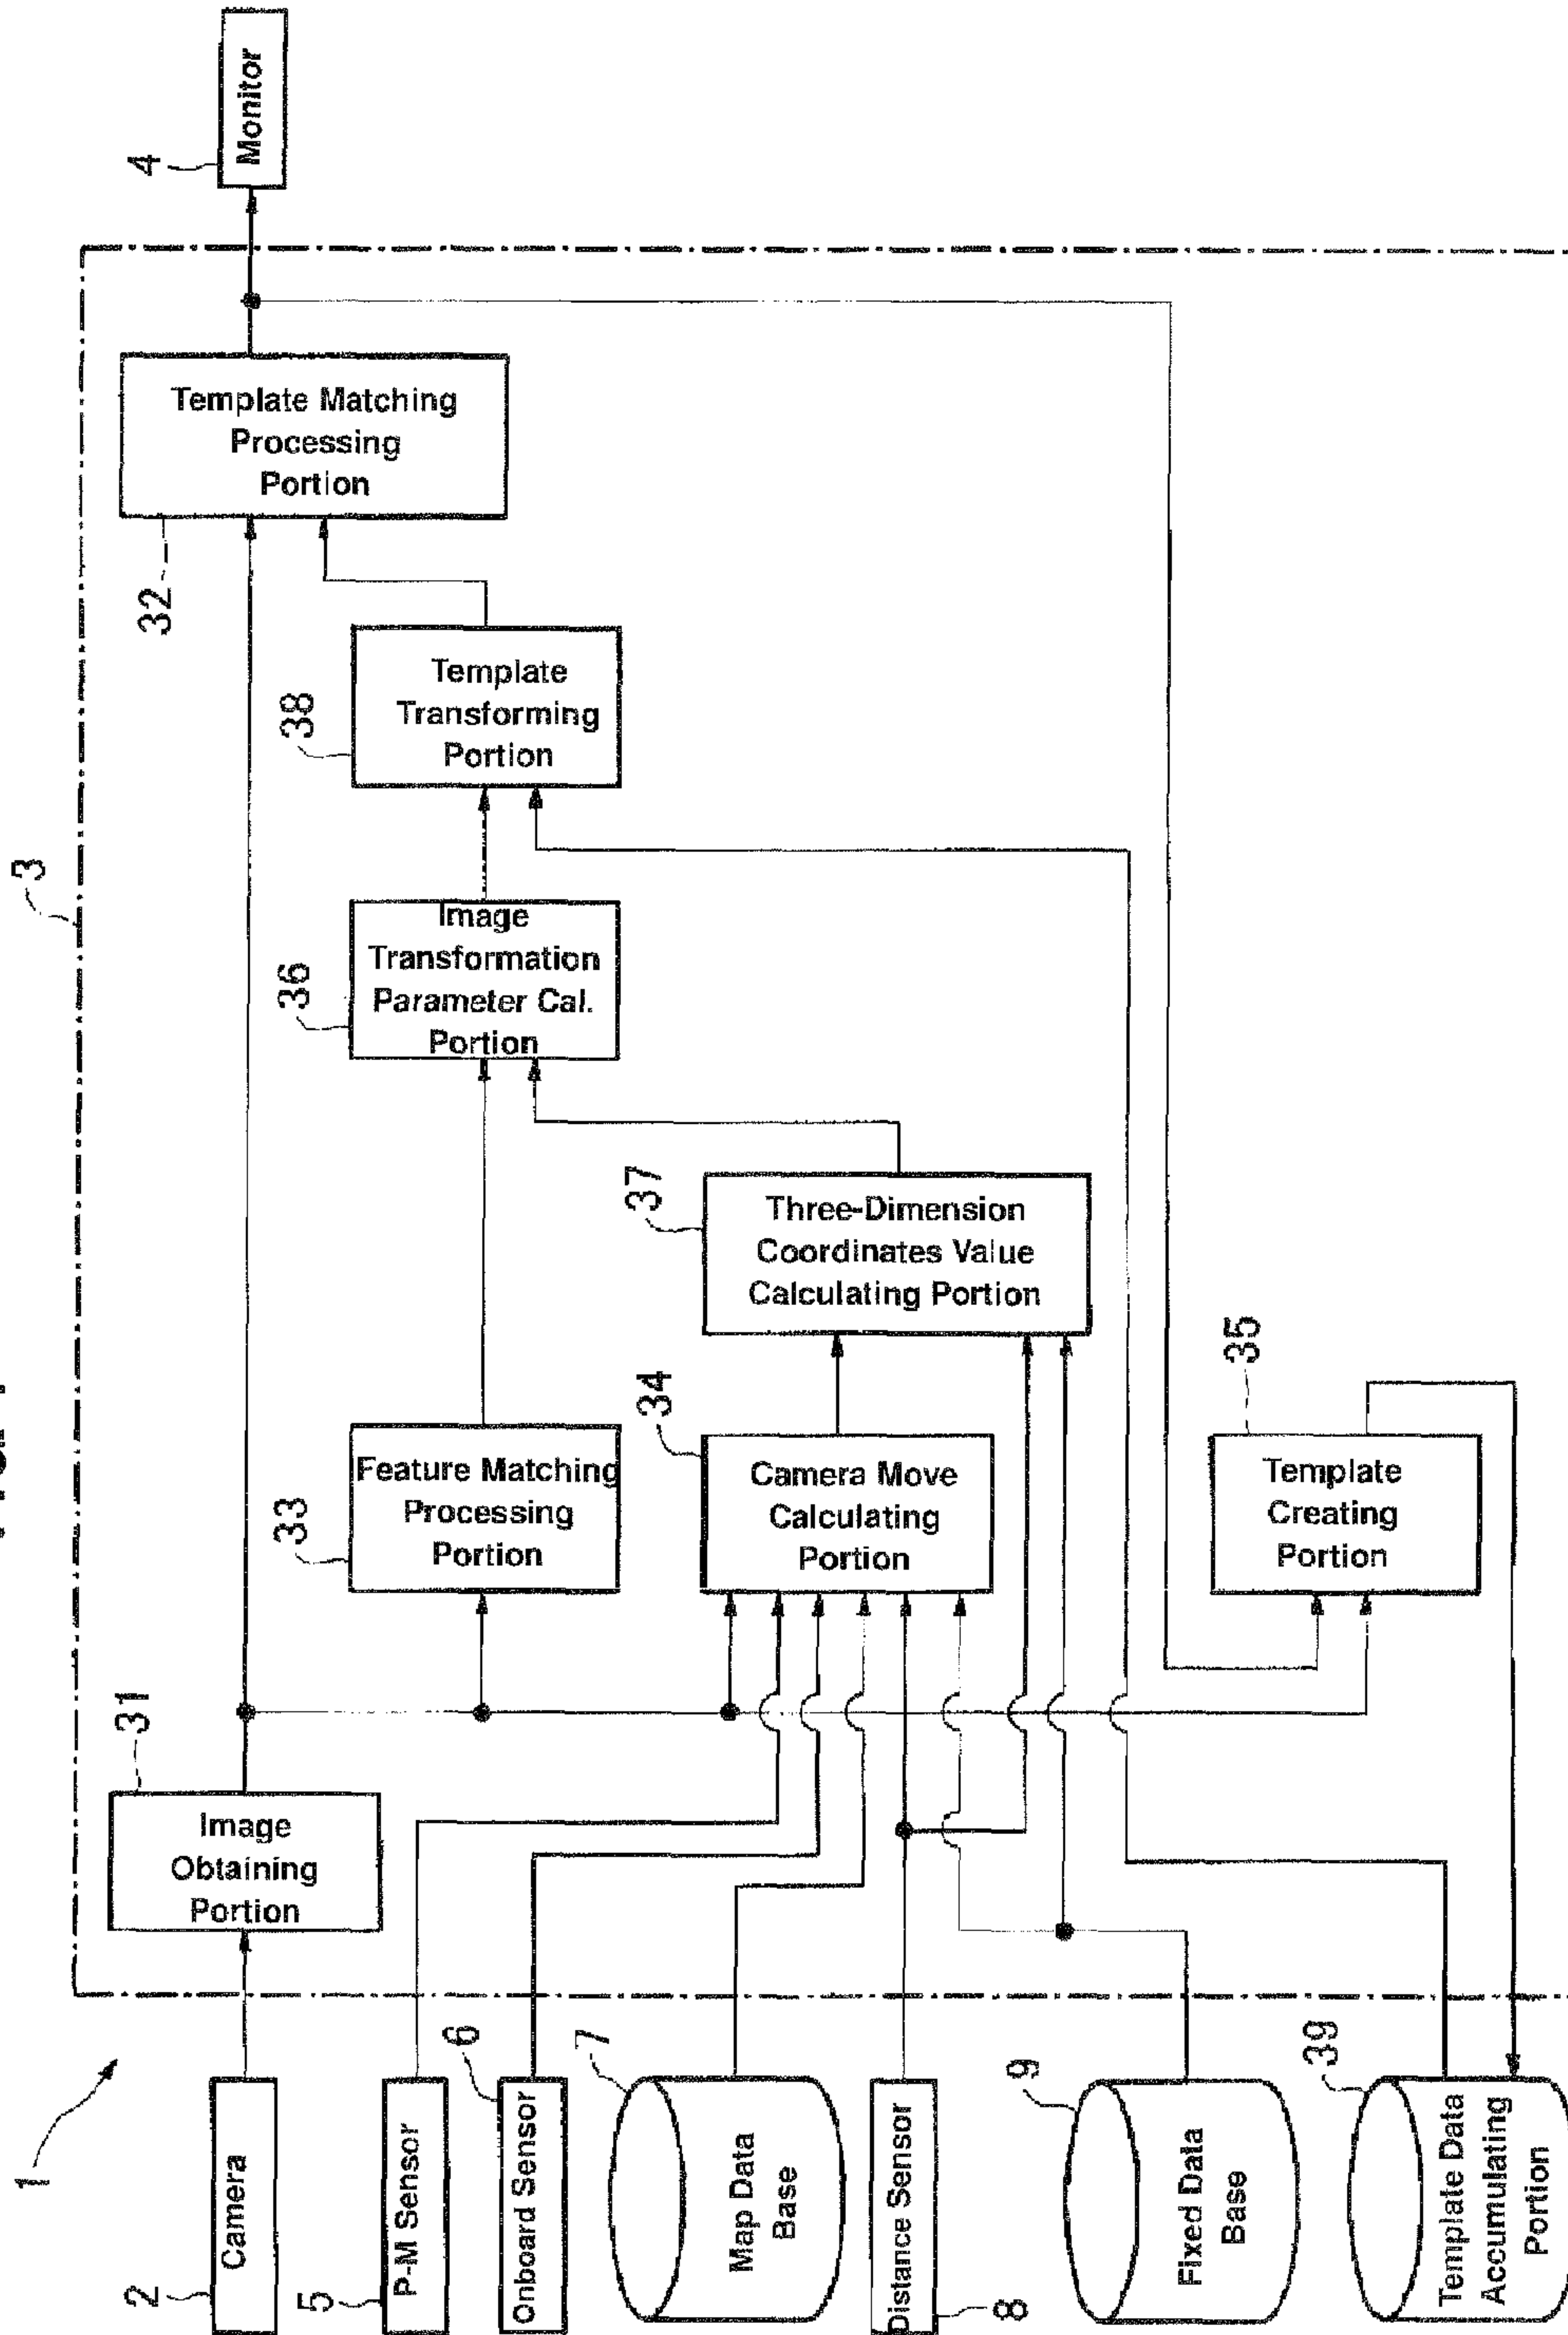 1
3
2
Camera
5
P-M Sensor
6
Onboard Sensor
7
Map Data
Base
8
Distance Sensor
9
Fixed Data
Base
39
Template Data
Accumulating
Portion
31
Image
Obtaining
Portion
33
Feature Matching
Processing
Portion
34
Camera Move
Calculating
Portion
35
Template
Creating
Portion
37
Three-Dimension
Coordinates Value
Calculating Portion
36
Image
Transformation
Parameter Cal.
Portion
38
Template
Transforming
Portion
32
Template Matching
Processing
Portion
4
Monitor